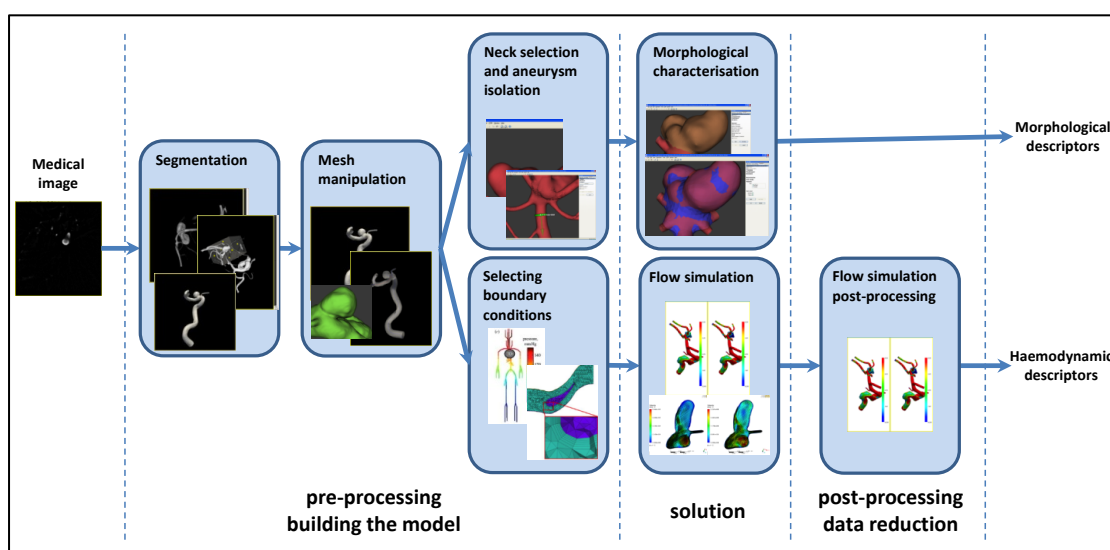 Neck selection
and aneurysm
isolation
Morphological
characterisation
Morphological
descriptors
Medical
image
Segmentation
Mesh
manipulation
Selecting
boundary
conditions
Flow simulation
Flow simulation
post-processing
Haemodynamic
descriptors
pre-processing
building the model
solution
post-processing
data reduction